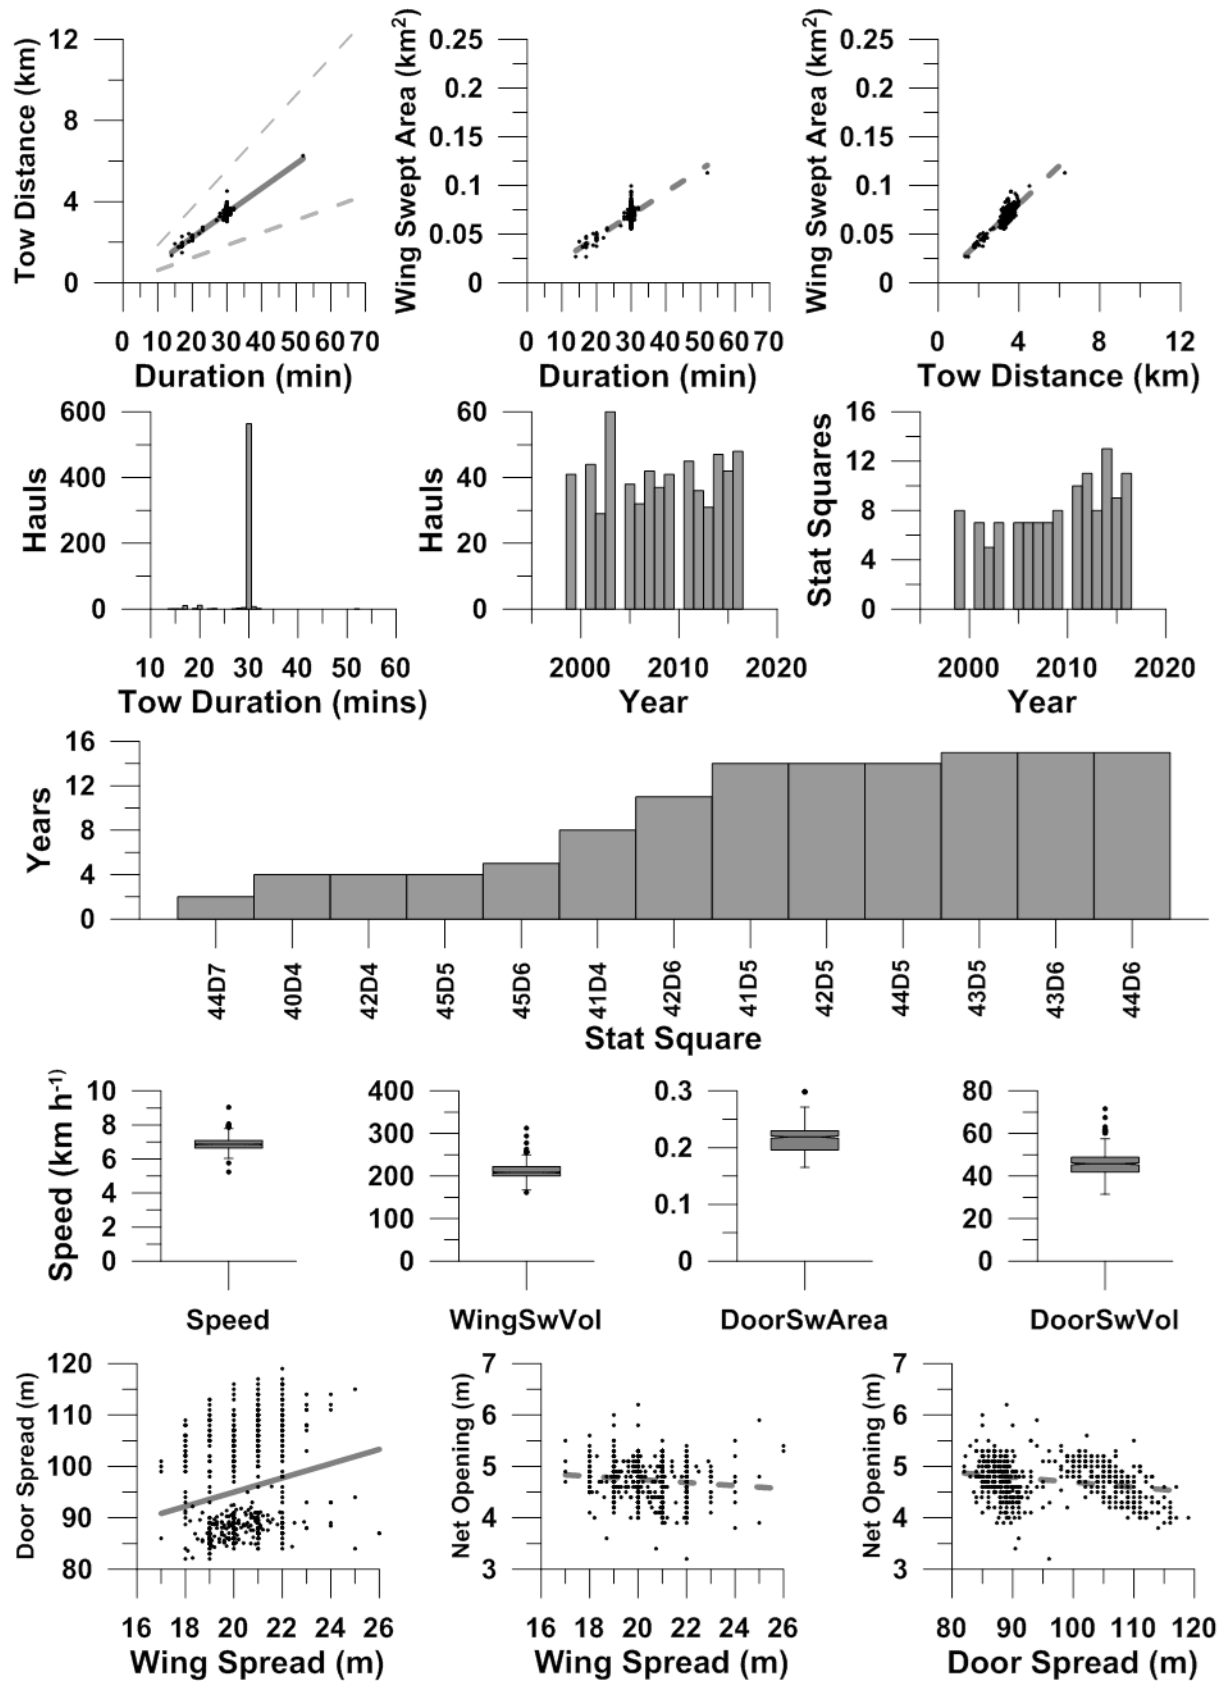 Tow Distance (km)
12
8
4
0
0 10 20 30 40 50 60 70
Duration (min)
Wing Swept Area (km²)
0.25
0.2
0.15
0.1
0.05
0
0 10 20 30 40 50 60 70
Duration (min)
Wing Swept Area (km²)
0.25
0.2
0.15
0.1
0.05
0
0 4 8 12
Tow Distance (km)
Hauls
600
400
200
0
10 20 30 40 50 60
Tow Duration (mins)
Hauls
60
40
20
0
2000 2010 2020
Year
Stat Squares
16
12
8
4
0
2000 2010 2020
Year
Years
16
12
8
4
0
44D7 40D4 42D4 45D5 45D6 41D4 42D6 41D5 42D5 44D5 43D5 43D6 44D6
Stat Square
Speed (km h⁻¹)
10
8
6
4
2
0
Speed
400
300
200
100
0
WingSwVol
0.3
0.2
0.1
0
DoorSwArea
80
60
40
20
0
DoorSwVol
Door Spread (m)
120
110
100
90
80
16 18 20 22 24 26
Wing Spread (m)
Net Opening (m)
7
6
5
4
3
16 18 20 22 24 26
Wing Spread (m)
Net Opening (m)
7
6
5
4
3
80 90 100 110 120
Door Spread (m)